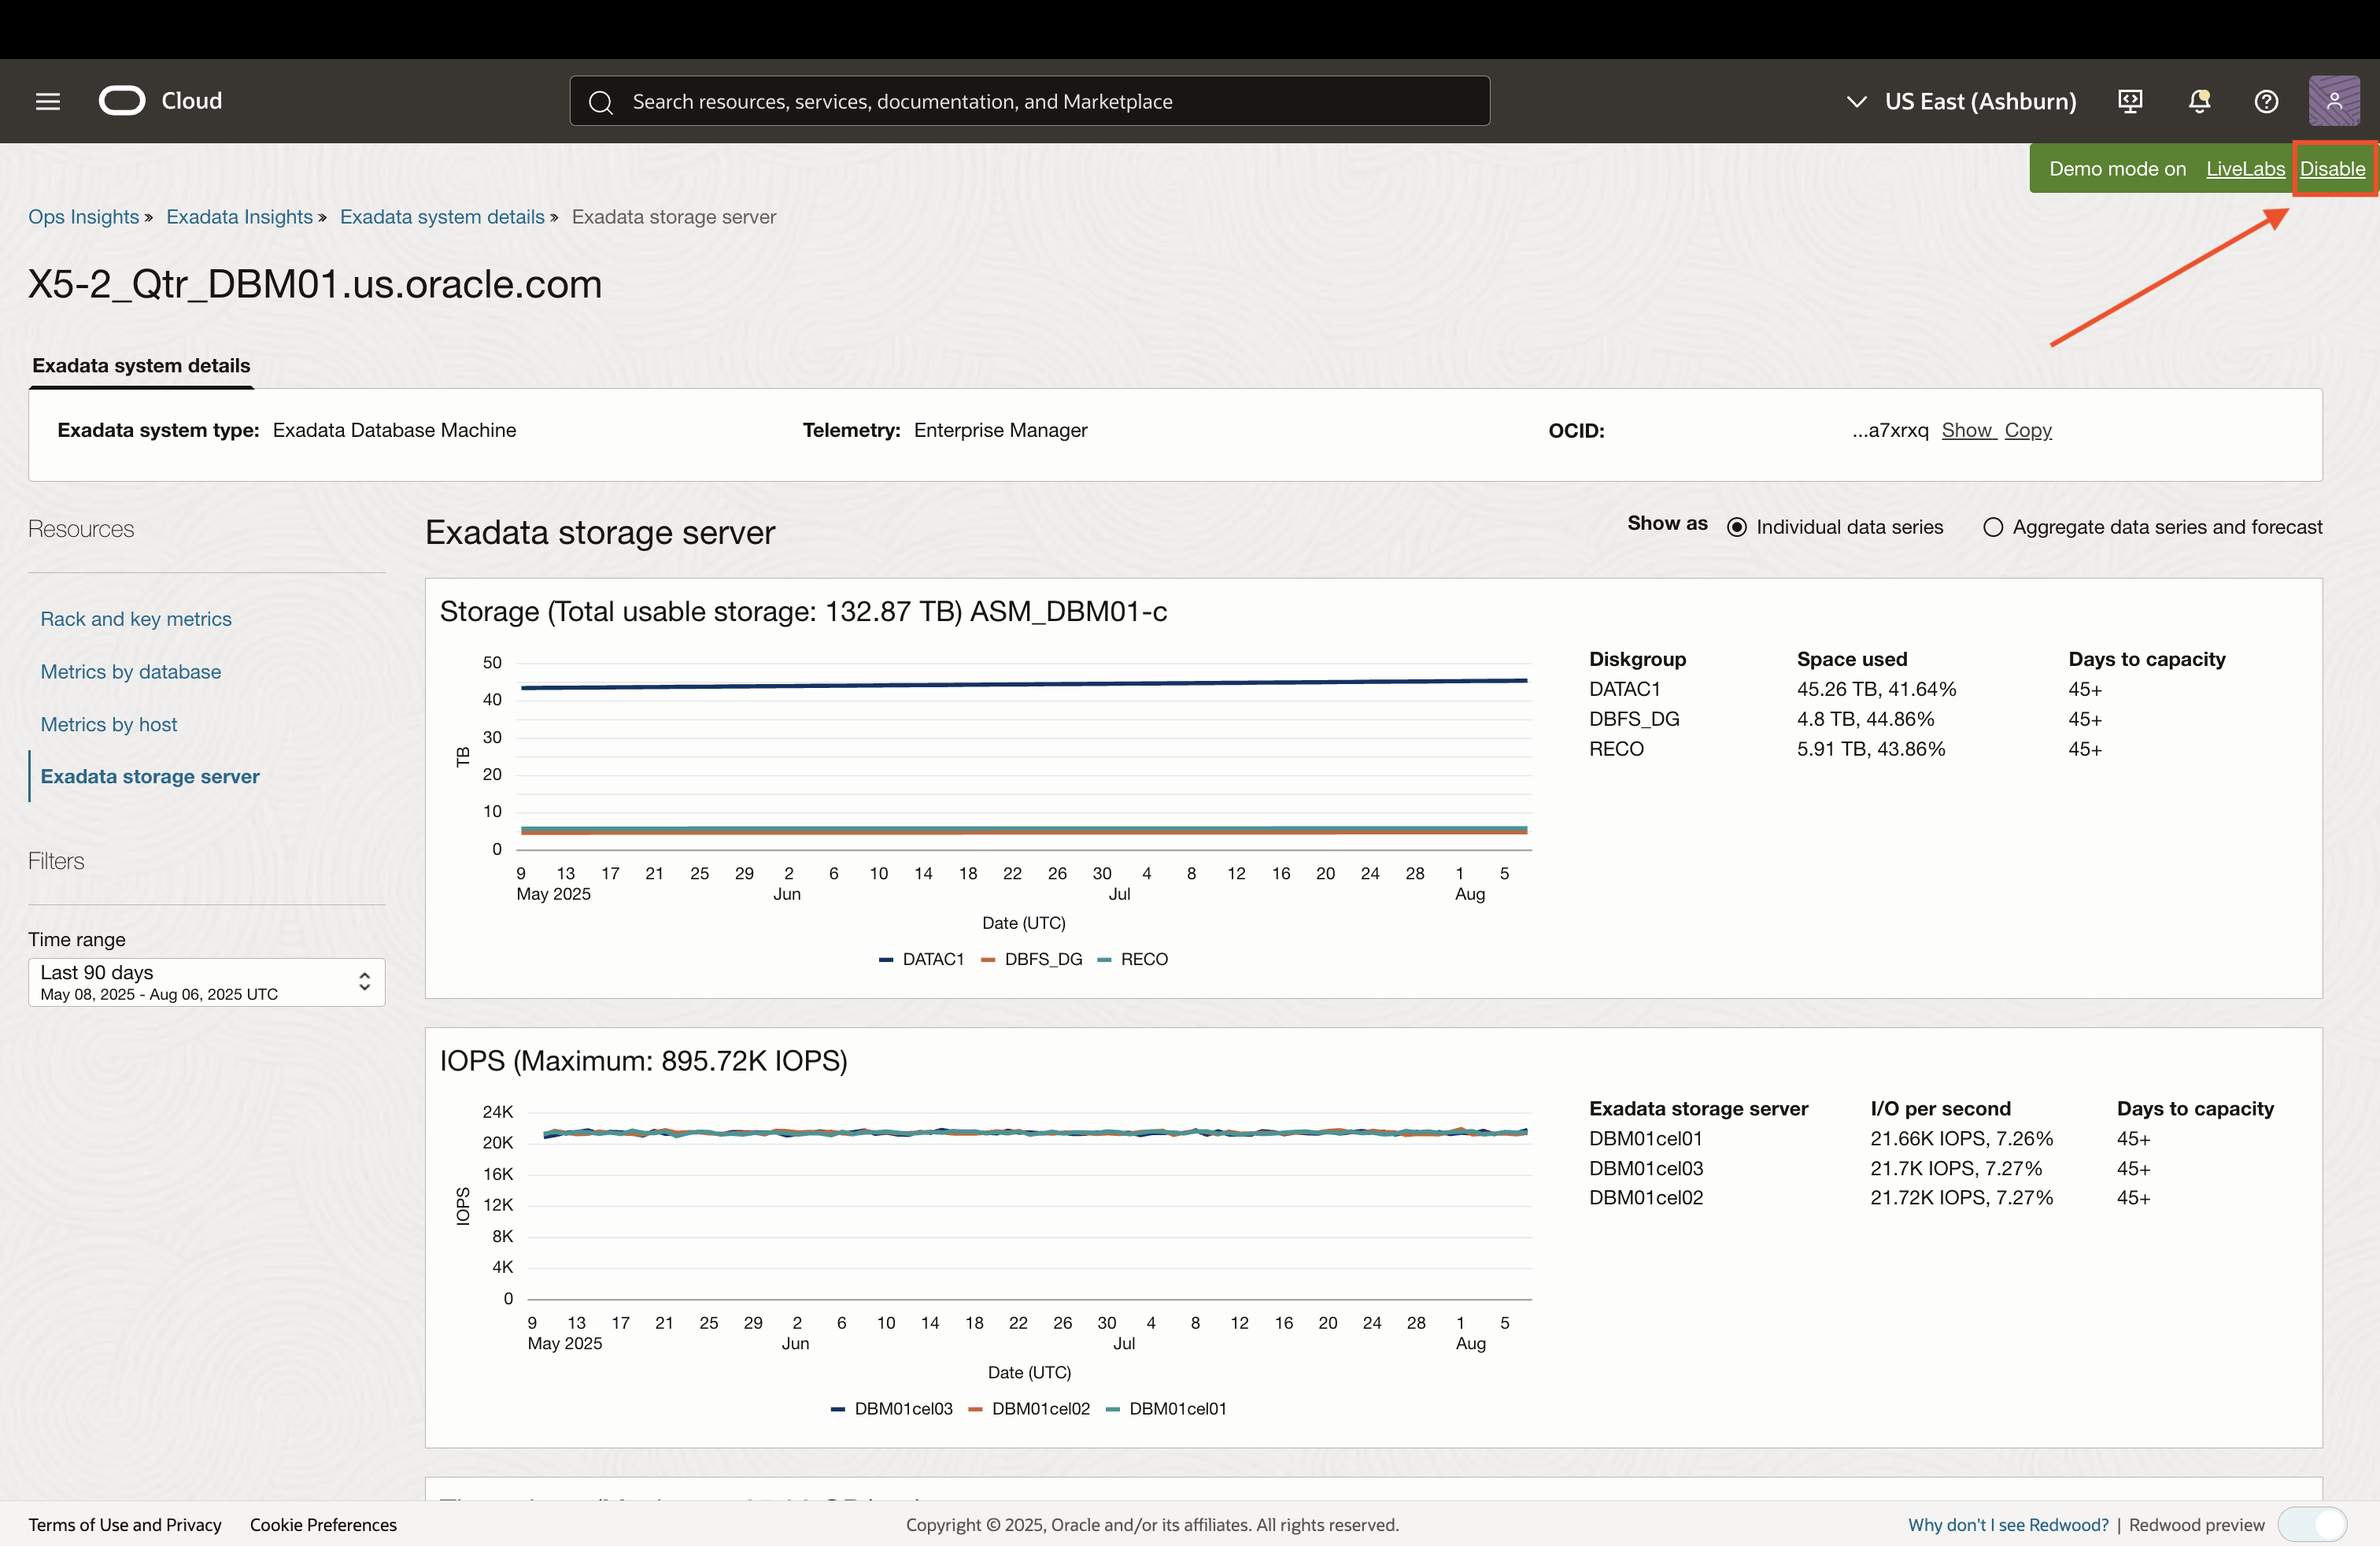 Cloud
Search resources, services, documentation, and Marketplace
US East (Ashburn)
Demo mode on LiveLabs Disable
Ops Insights » Exadata Insights » Exadata system details » Exadata storage server
X5-2_Qtr_DBM01.us.oracle.com
Exadata system details
Exadata system type: Exadata Database Machine
Telemetry: Enterprise Manager
OCID: ...a7xrxq Show Copy
Resources
Rack and key metrics
Metrics by database
Metrics by host
Exadata storage server
Filters
Time range
Last 90 days
May 08, 2025 - Aug 06, 2025 UTC
Exadata storage server
Show as Individual data series Aggregate data series and forecast
Storage (Total usable storage: 132.87 TB) ASM_DBM01-c
50
40
30
20
10
0
TB
9 13 17 21 25 29 2 6 10 14 18 22 26 30 4 8 12 16 20 24 28 1 5
May 2025 Jun Jul Aug
Date (UTC)
DATAC1 DBFS_DG RECO
Diskgroup Space used Days to capacity
DATAC1 45.26 TB, 41.64% 45+
DBFS_DG 4.8 TB, 44.86% 45+
RECO 5.91 TB, 43.86% 45+
IOPS (Maximum: 895.72K IOPS)
24K
20K
16K
12K
8K
4K
0
IOPS
9 13 17 21 25 29 2 6 10 14 18 22 26 30 4 8 12 16 20 24 28 1 5
May 2025 Jun Jul Aug
Date (UTC)
DBM01cel03 DBM01cel02 DBM01cel01
Exadata storage server I/O per second Days to capacity
DBM01cel01 21.66K IOPS, 7.26% 45+
DBM01cel03 21.7K IOPS, 7.27% 45+
DBM01cel02 21.72K IOPS, 7.27% 45+
Terms of Use and Privacy Cookie Preferences
Copyright © 2025, Oracle and/or its affiliates. All rights reserved.
Why don't I see Redwood? | Redwood preview